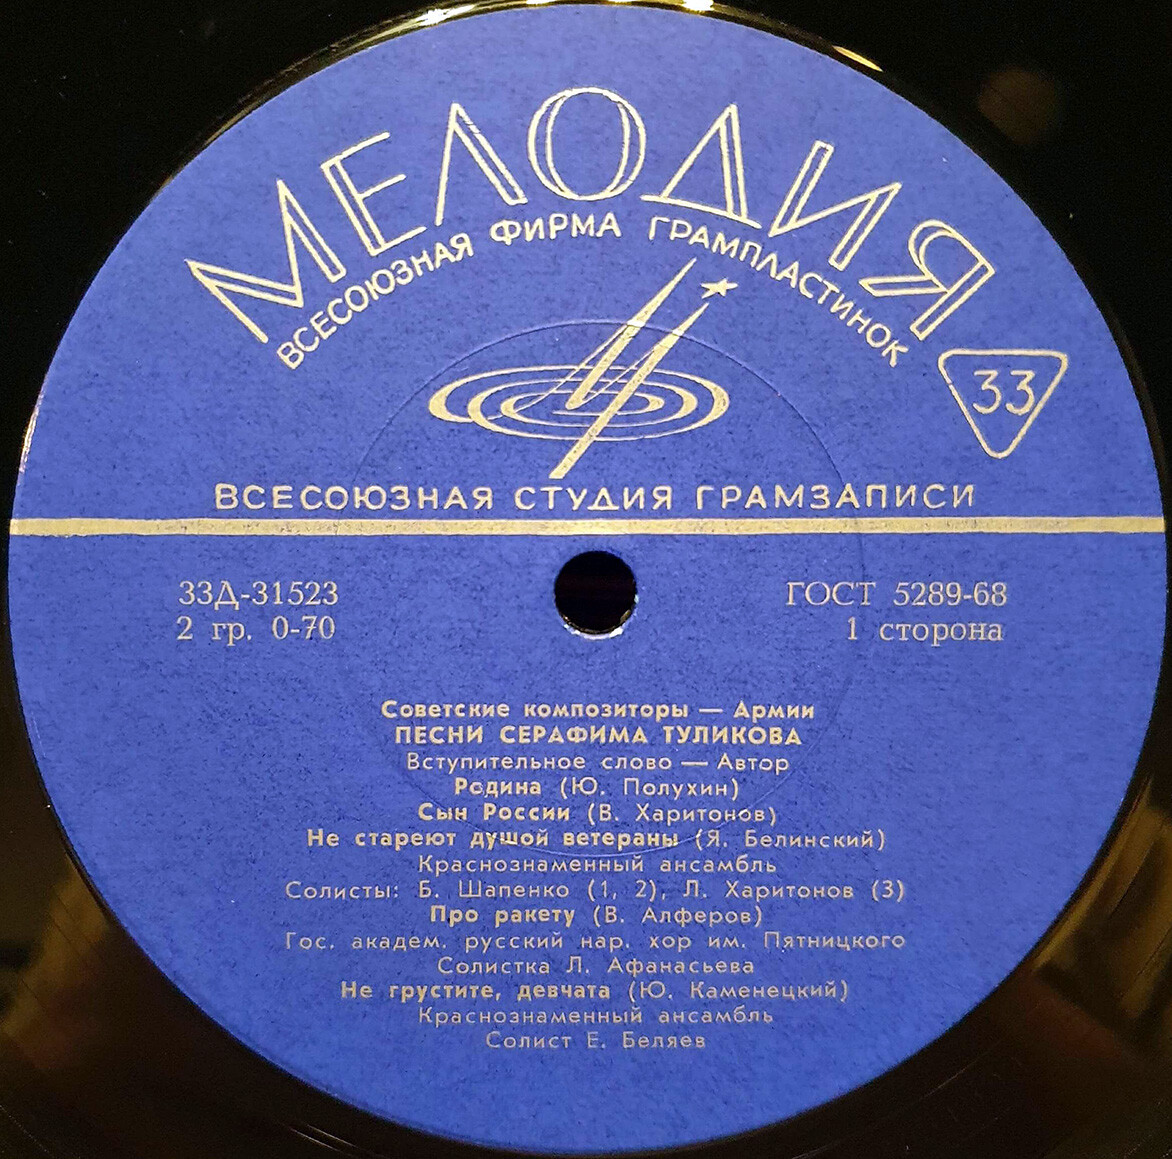 МЕЛОДИЯ
ВСЕСОЮЗНАЯ ФИРМА ГРАМПЛАСТИНОК
33
ВСЕСОЮЗНАЯ СТУДИЯ ГРАМЗАПИСИ
33Д-31523
2 гр. 0-70
ГОСТ 5289-68
1 сторона
Советские композиторы — Армии
ПЕСНИ СЕРАФИМА ТУЛИКОВА
Вступительное слово — Автор
Родина (Ю. Полухин)
Сын России (В. Харитонов)
Не стареют душой ветераны (Я. Белинский)
Краснознаменный ансамбль
Солисты: Б. Шапенко (1, 2), Л. Харитонов (3)
Про ракету (В. Алферов)
Гос. академ. русский нар. хор им. Пятницкого
Солистка Л. Афанасьева
Не грустите, девчата (Ю. Каменецкий)
Краснознаменный ансамбль
Солист Е. Беляев